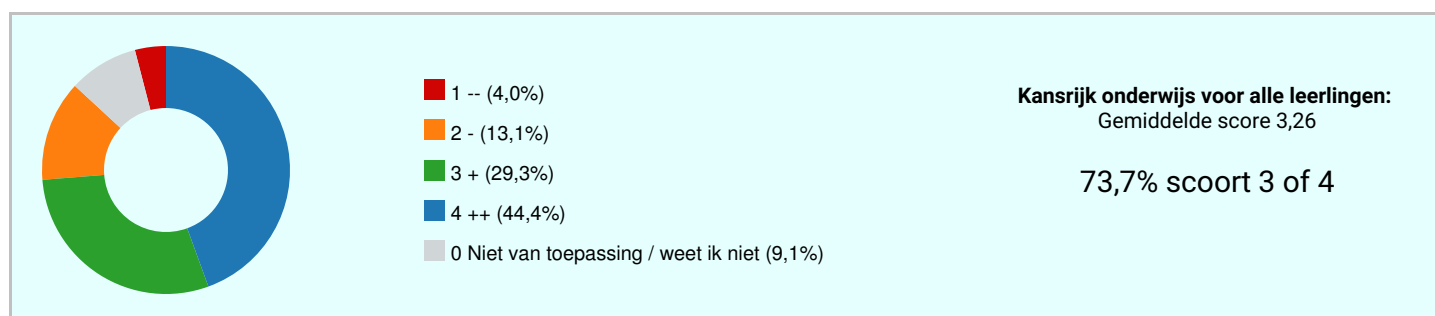 1 -- (4,0%)
2 - (13,1%)
3 + (29,3%)
4 ++ (44,4%)
0 Niet van toepassing / weet ik niet (9,1%)
Kansrijk onderwijs voor alle leerlingen:
Gemiddelde score 3,26
73,7% scoort 3 of 4